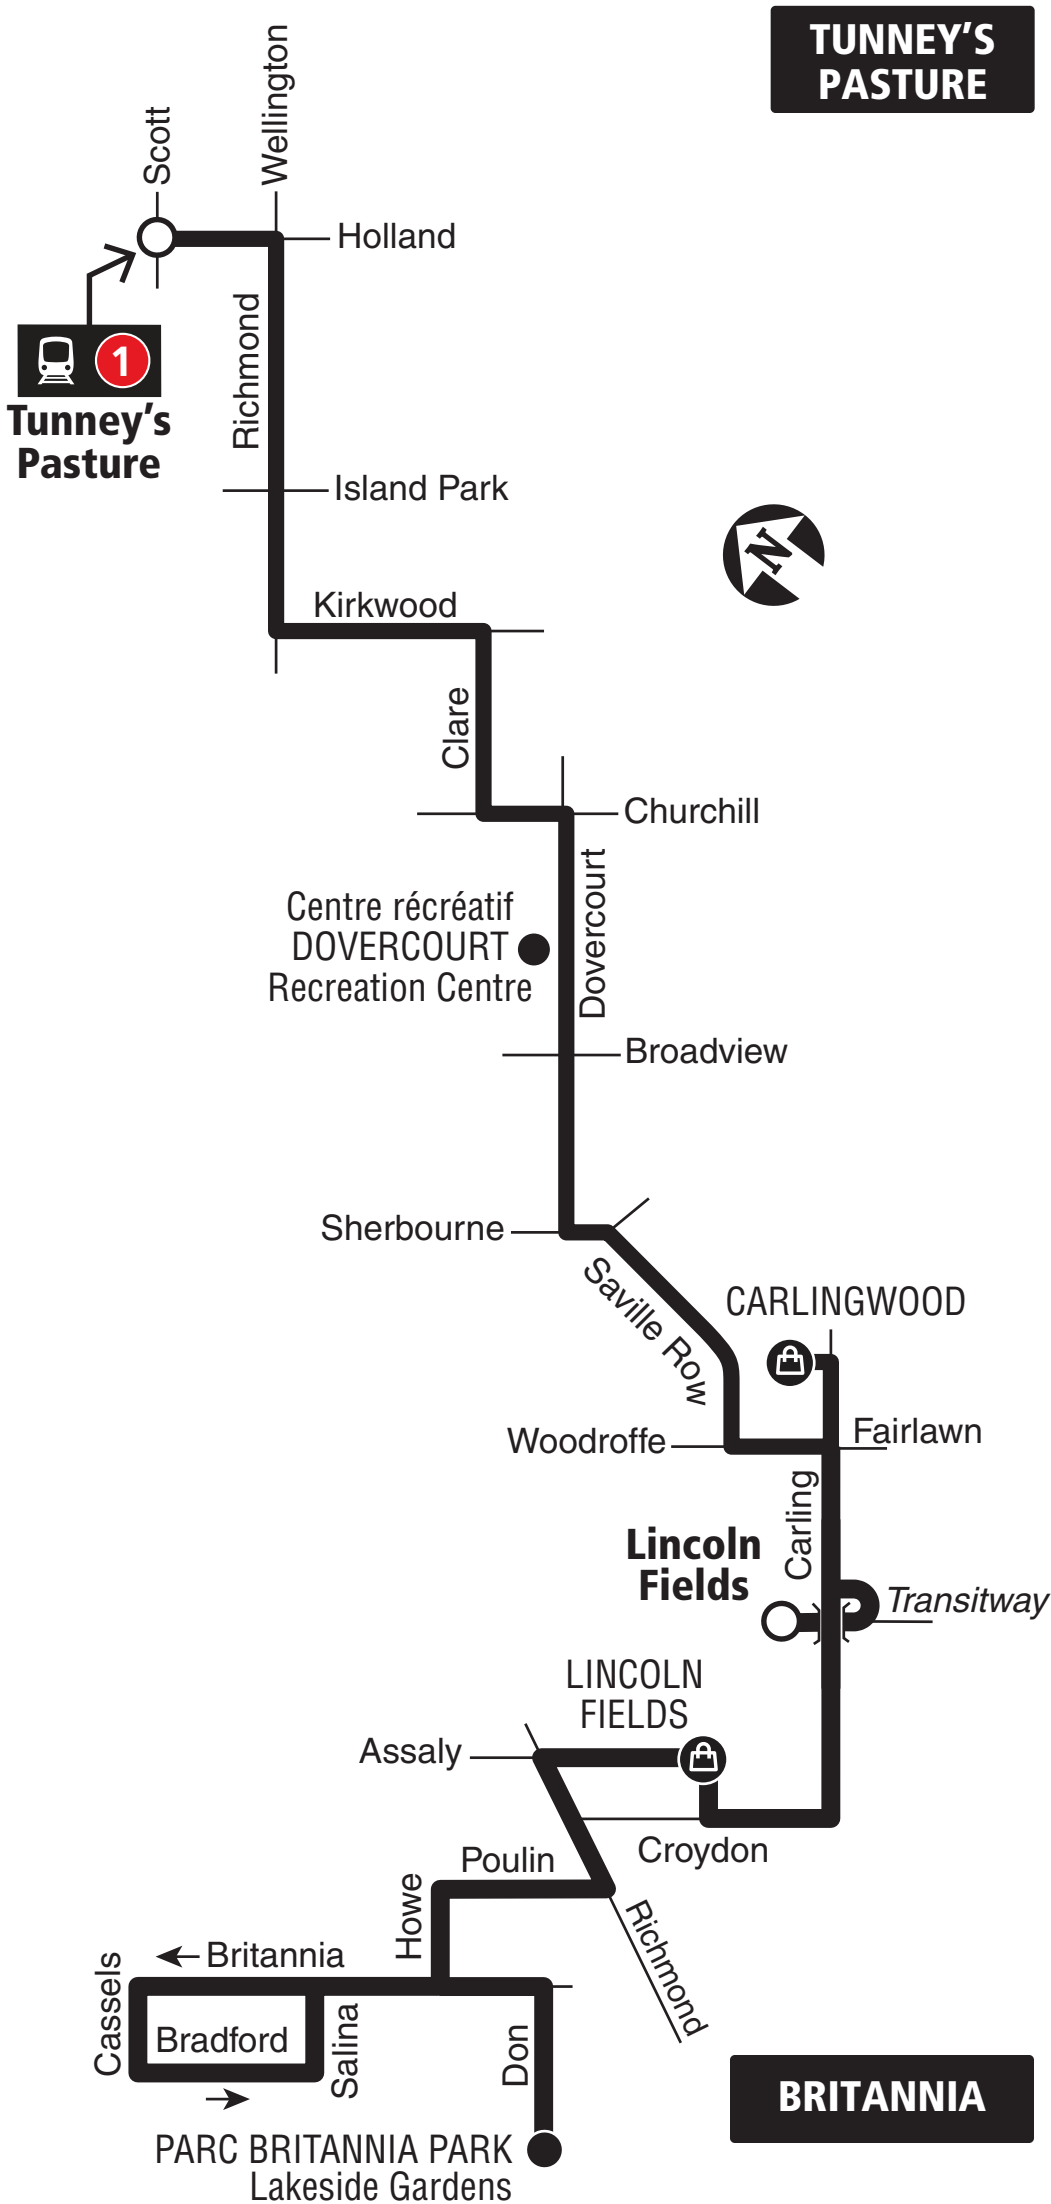 TUNNEY'S
PASTURE
Scott
Wellington
Holland
Richmond
1
Tunney's
Pasture
Island Park
N
Kirkwood
Clare
Churchill
Dovercourt
Centre récréatif
DOVERCOURT
Recreation Centre
Broadview
Sherbourne
Saville Row
CARLINGWOOD
Woodroffe
Fairlawn
Carling
Lincoln
Fields
Transitway
LINCOLN
FIELDS
Assaly
Croydon
Poulin
Howe
Richmond
Britannia
Cassels
Bradford
Salina
Don
BRITANNIA
PARC BRITANNIA PARK
Lakeside Gardens